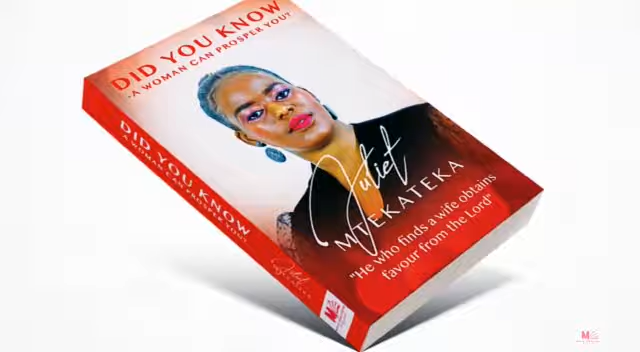 DID YOU KNOW
-A WOMAN CAN PROSPER YOU?
Juliet
MTEKATEKA
"He who finds a wife obtains
favour from the Lord"
DID YOU KNOW
-A WOMAN CAN PROSPER YOU?
Juliet